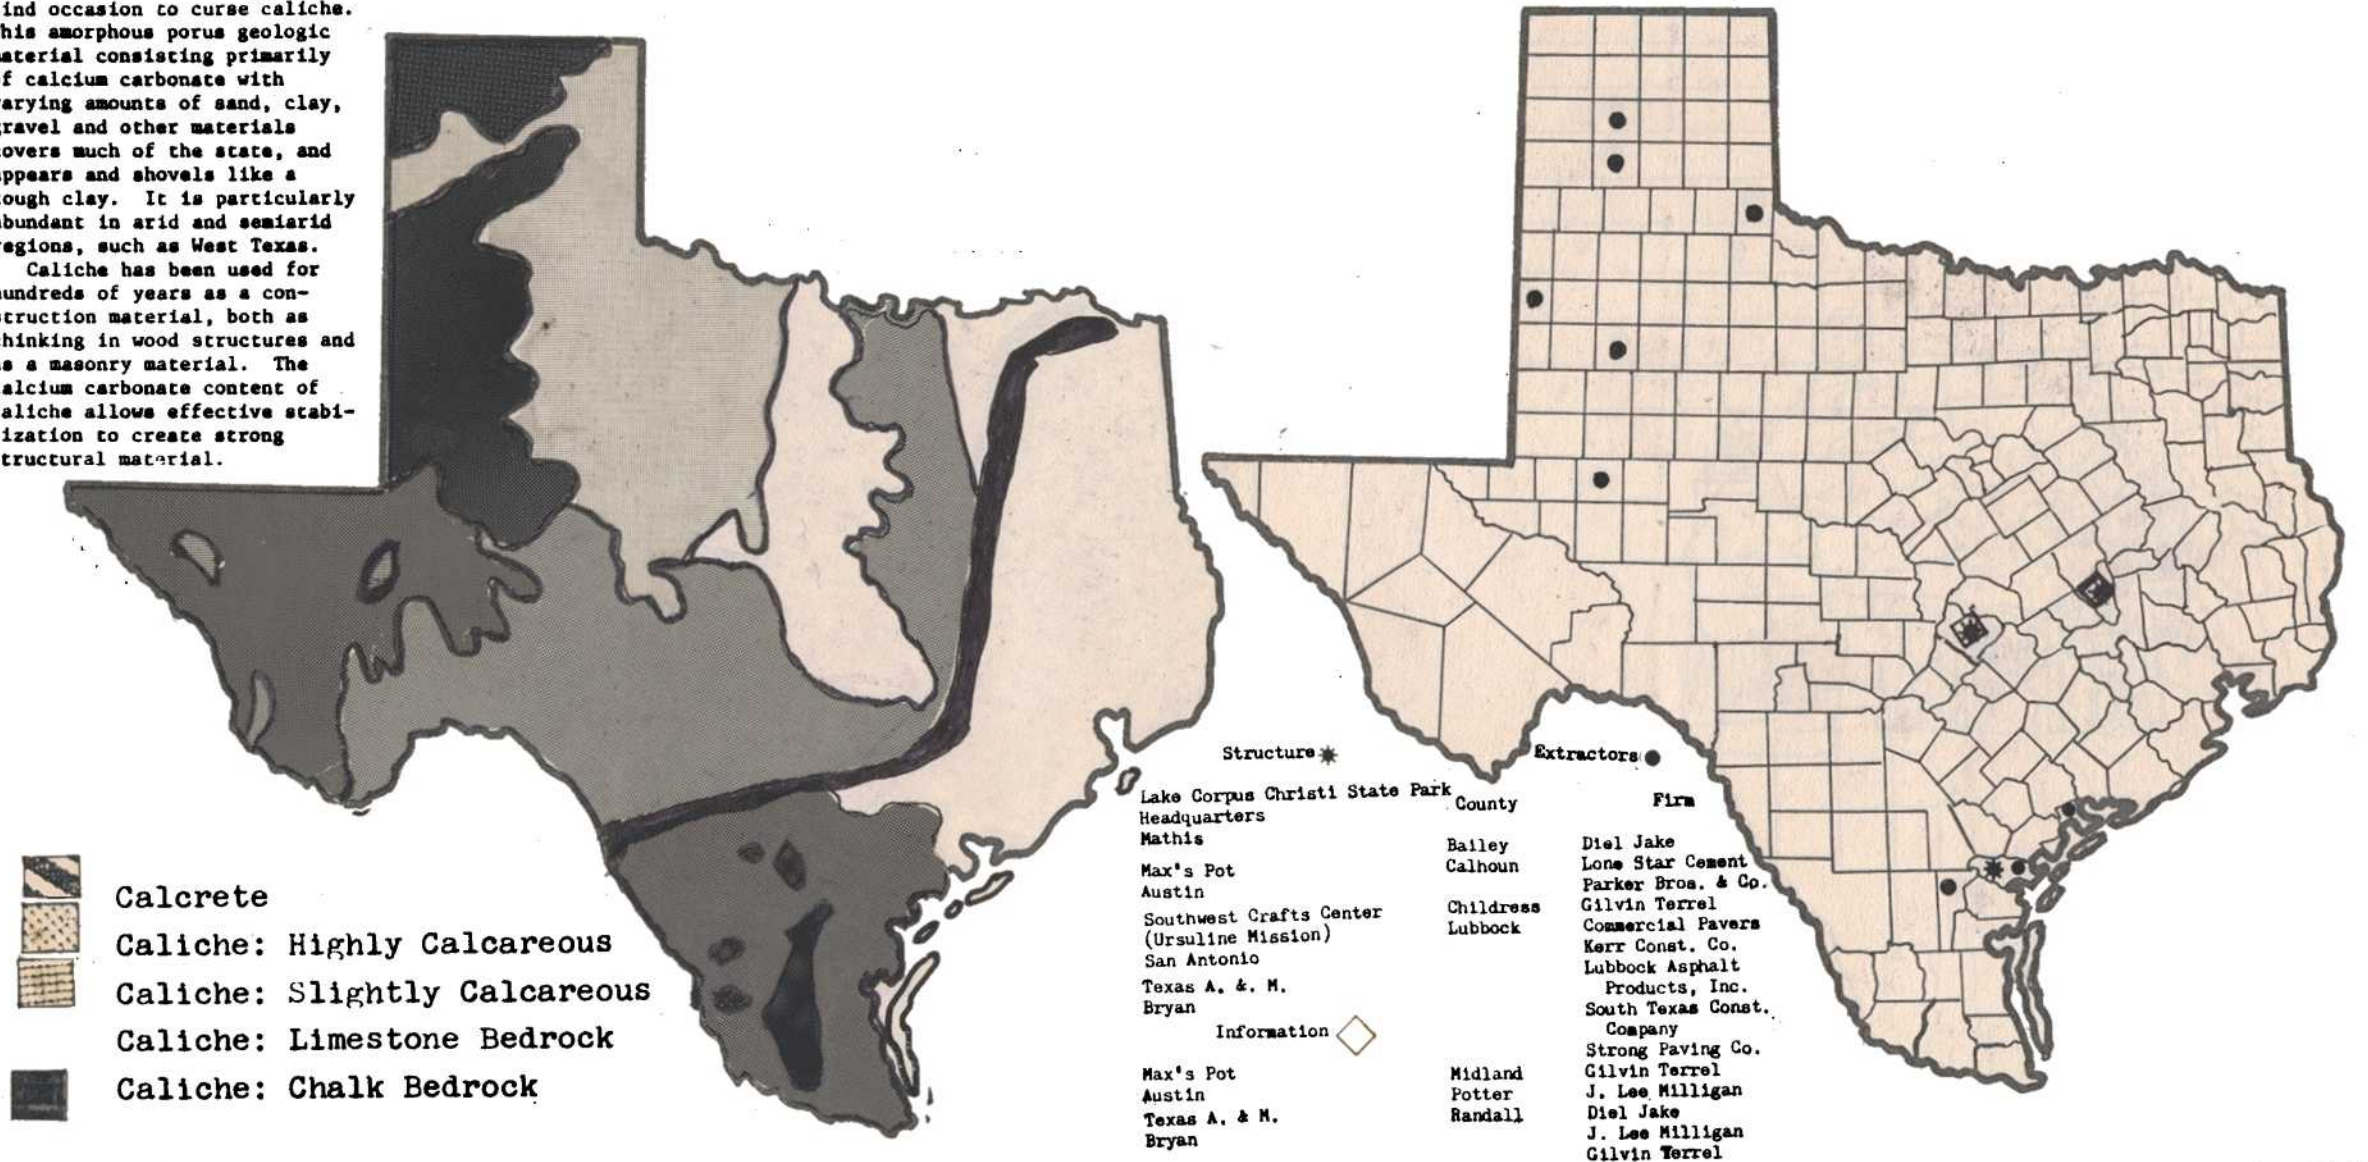 ind occasion to curse caliche.
his amorphous porus geologic
aterial consisting primarily
f calcium carbonate with
arying amounts of sand, clay,
ravel and other materials
overs much of the state, and
ppears and shovels like a
ough clay. It is particularly
bundant in arid and semiarid
egions, such as West Texas.
Caliche has been used for
undreds of years as a con-
truction material, both as
hinking in wood structures and
s a masonry material. The
alcium carbonate content of
aliche allows effective stabi-
ization to create strong
tructural material.
Calcrete
Caliche: Highly Calcareous
Caliche: Slightly Calcareous
Caliche: Limestone Bedrock
Caliche: Chalk Bedrock
Structure
Lake Corpus Christi State Park
Headquarters
Mathis
Max's Pot
Austin
Southwest Crafts Center
(Ursuline Mission)
San Antonio
Texas A. &. M.
Bryan
Information
Max's Pot
Austin
Texas A. & M.
Bryan
Extractors
County Firm
Bailey Diel Jake
Calhoun Lone Star Cement
Parker Bros. & Co.
Childress Gilvin Terrel
Lubbock Commercial Pavers
Kerr Const. Co.
Lubbock Asphalt
Products, Inc.
South Texas Const.
Company
Strong Paving Co.
Midland Gilvin Terrel
Potter J. Lee Milligan
Randall Diel Jake
J. Lee Milligan
Gilvin Terrel